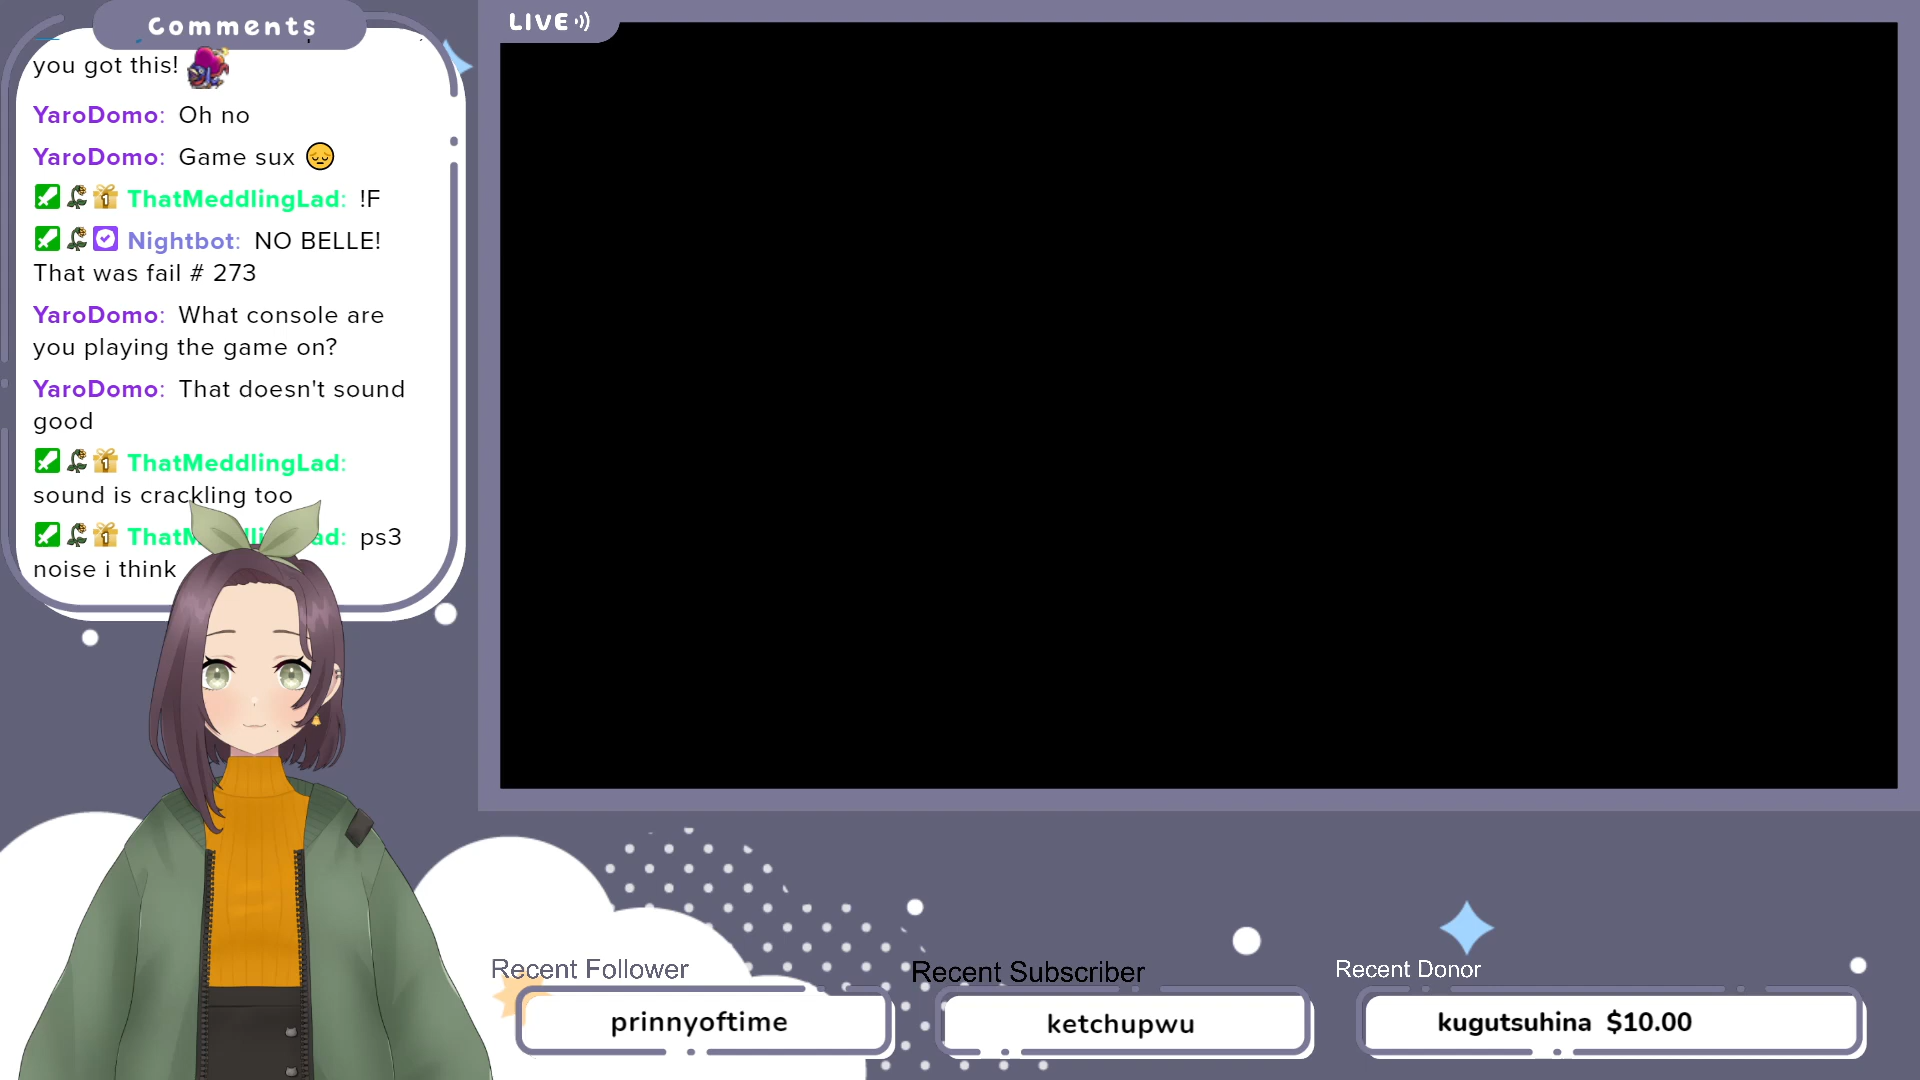 Comments
LIVE
you got this!
YaroDomo: Oh no
YaroDomo: Game sux
ThatMeddlingLad: !F
Nightbot: NO BELLE!
That was fail # 273
YaroDomo: What console are
you playing the game on?
YaroDomo: That doesn't sound
good
ThatMeddlingLad:
sound is crackling too
ThatMeddlingLad: ps3
noise i think
Recent Follower
prinnyoftime
Recent Subscriber
ketchupwu
Recent Donor
kugutsuhina $10.00